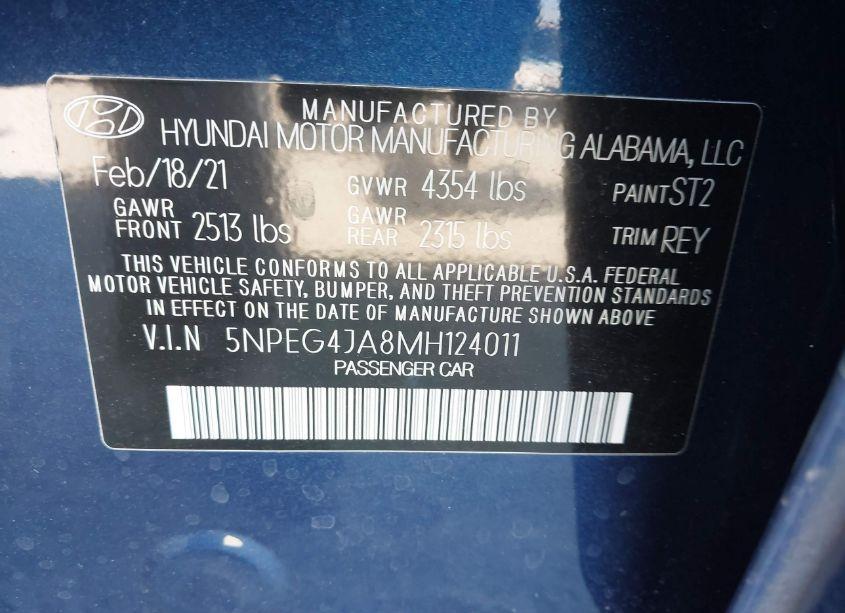 MANUFACTURED BY
HYUNDAI MOTOR MANUFACTURING ALABAMA, LLC
Feb/18/21 GVWR 4354 lbs PAINT ST2
GAWR FRONT 2513 lbs GAWR REAR 2315 lbs TRIM REY
THIS VEHICLE CONFORMS TO ALL APPLICABLE U.S.A. FEDERAL
MOTOR VEHICLE SAFETY, BUMPER, AND THEFT PREVENTION STANDARDS
IN EFFECT ON THE DATE OF MANUFACTURE SHOWN ABOVE
V.I.N 5NPEG4JA8MH124011
PASSENGER CAR